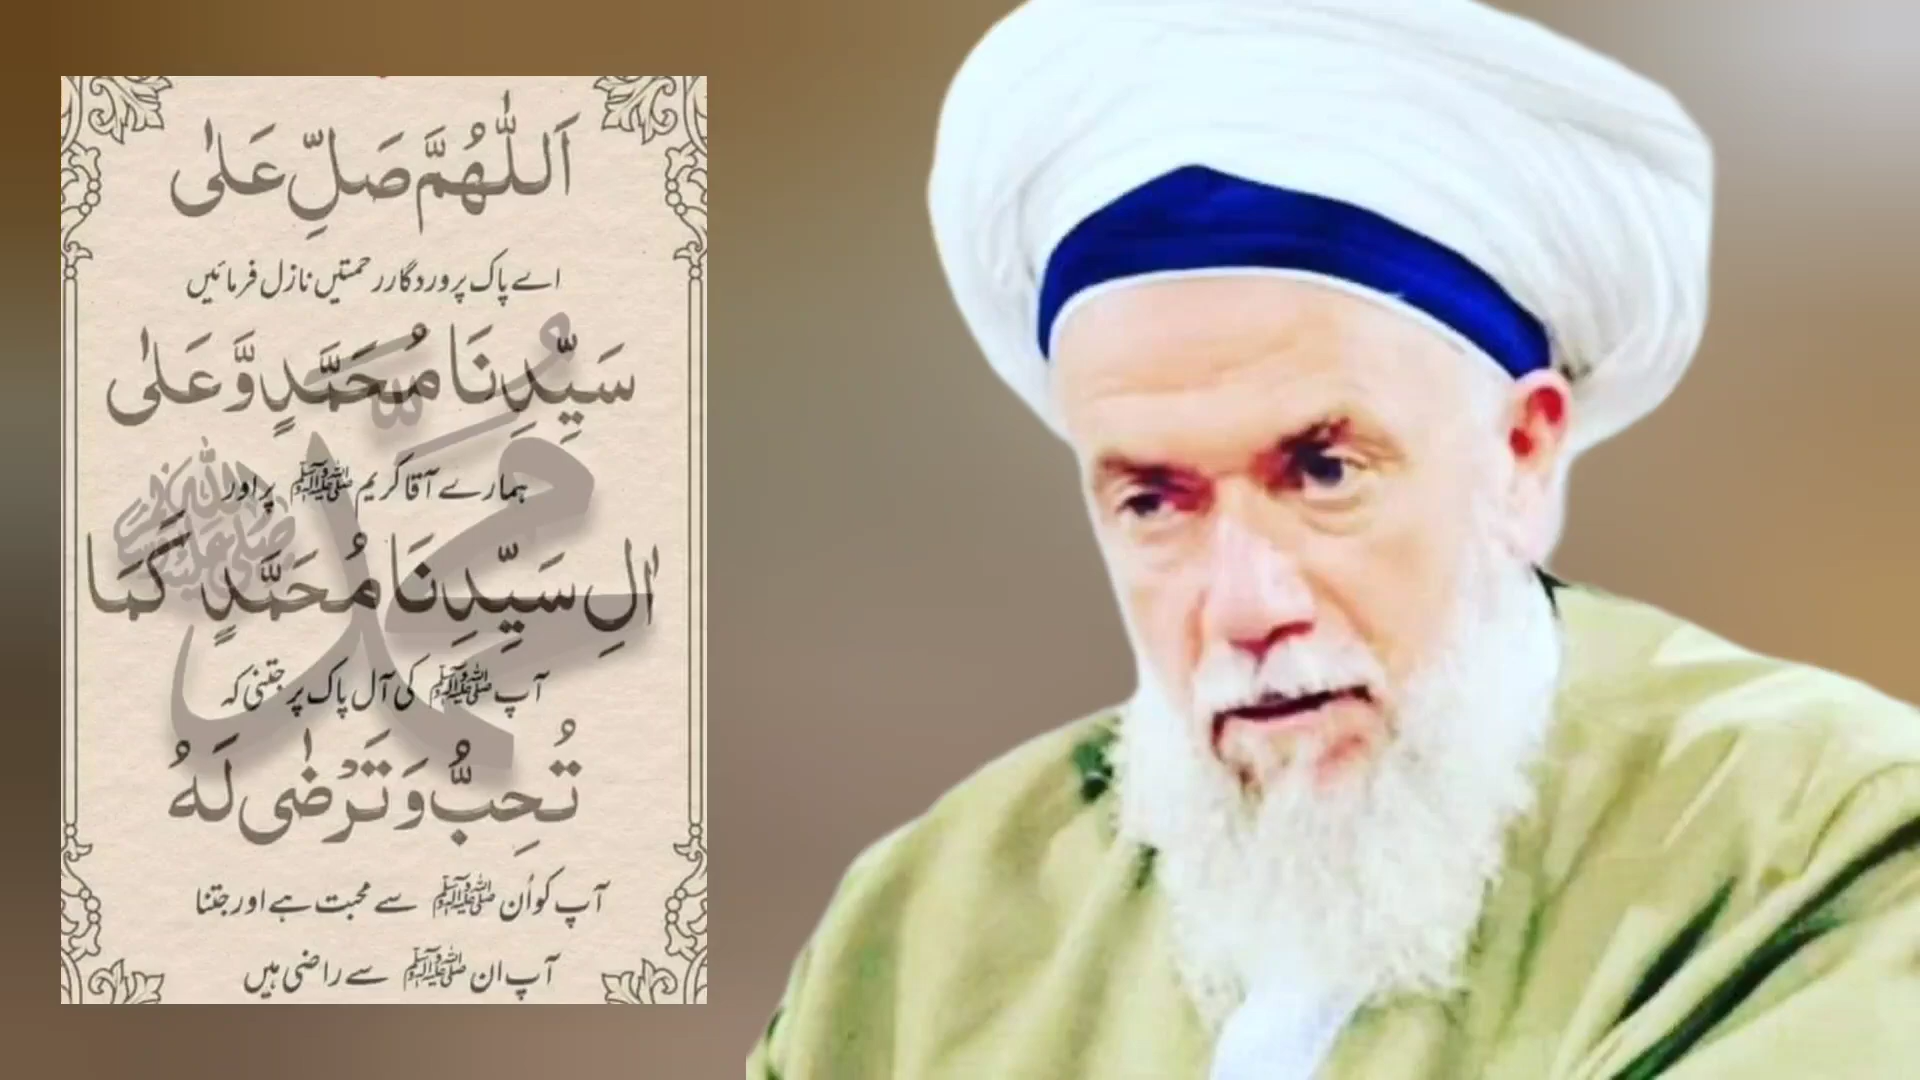 اَللّٰهُمَّ صَلِّ عَلٰى
اے پاک پروردگار رحمتیں نازل فرمائیں
سَيِّدِنَا مُحَمَّدٍ وَّعَلٰى
ہمارے آقا کریم ﷺ پر اور
اٰلِ سَيِّدِنَا مُحَمَّدٍ كَمَا
آپ ﷺ کی آل پاک پر جتنی کہ
تُحِبُّ وَتَرْضٰى لَهٗ
آپ کو اُن ﷺ سے محبت ہے اور جتنا
آپ ان ﷺ سے راضی ہیں
محمد